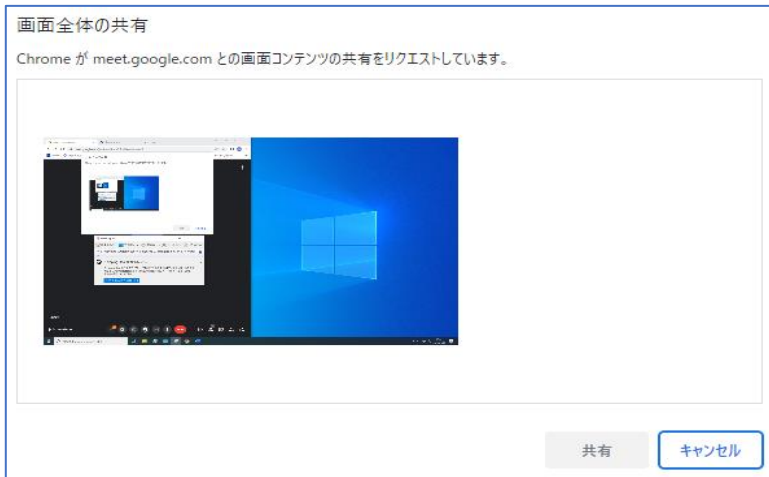 画面全体の共有
Chrome が meet.google.com との画面コンテンツの共有をリクエストしています。
共有
キャンセル